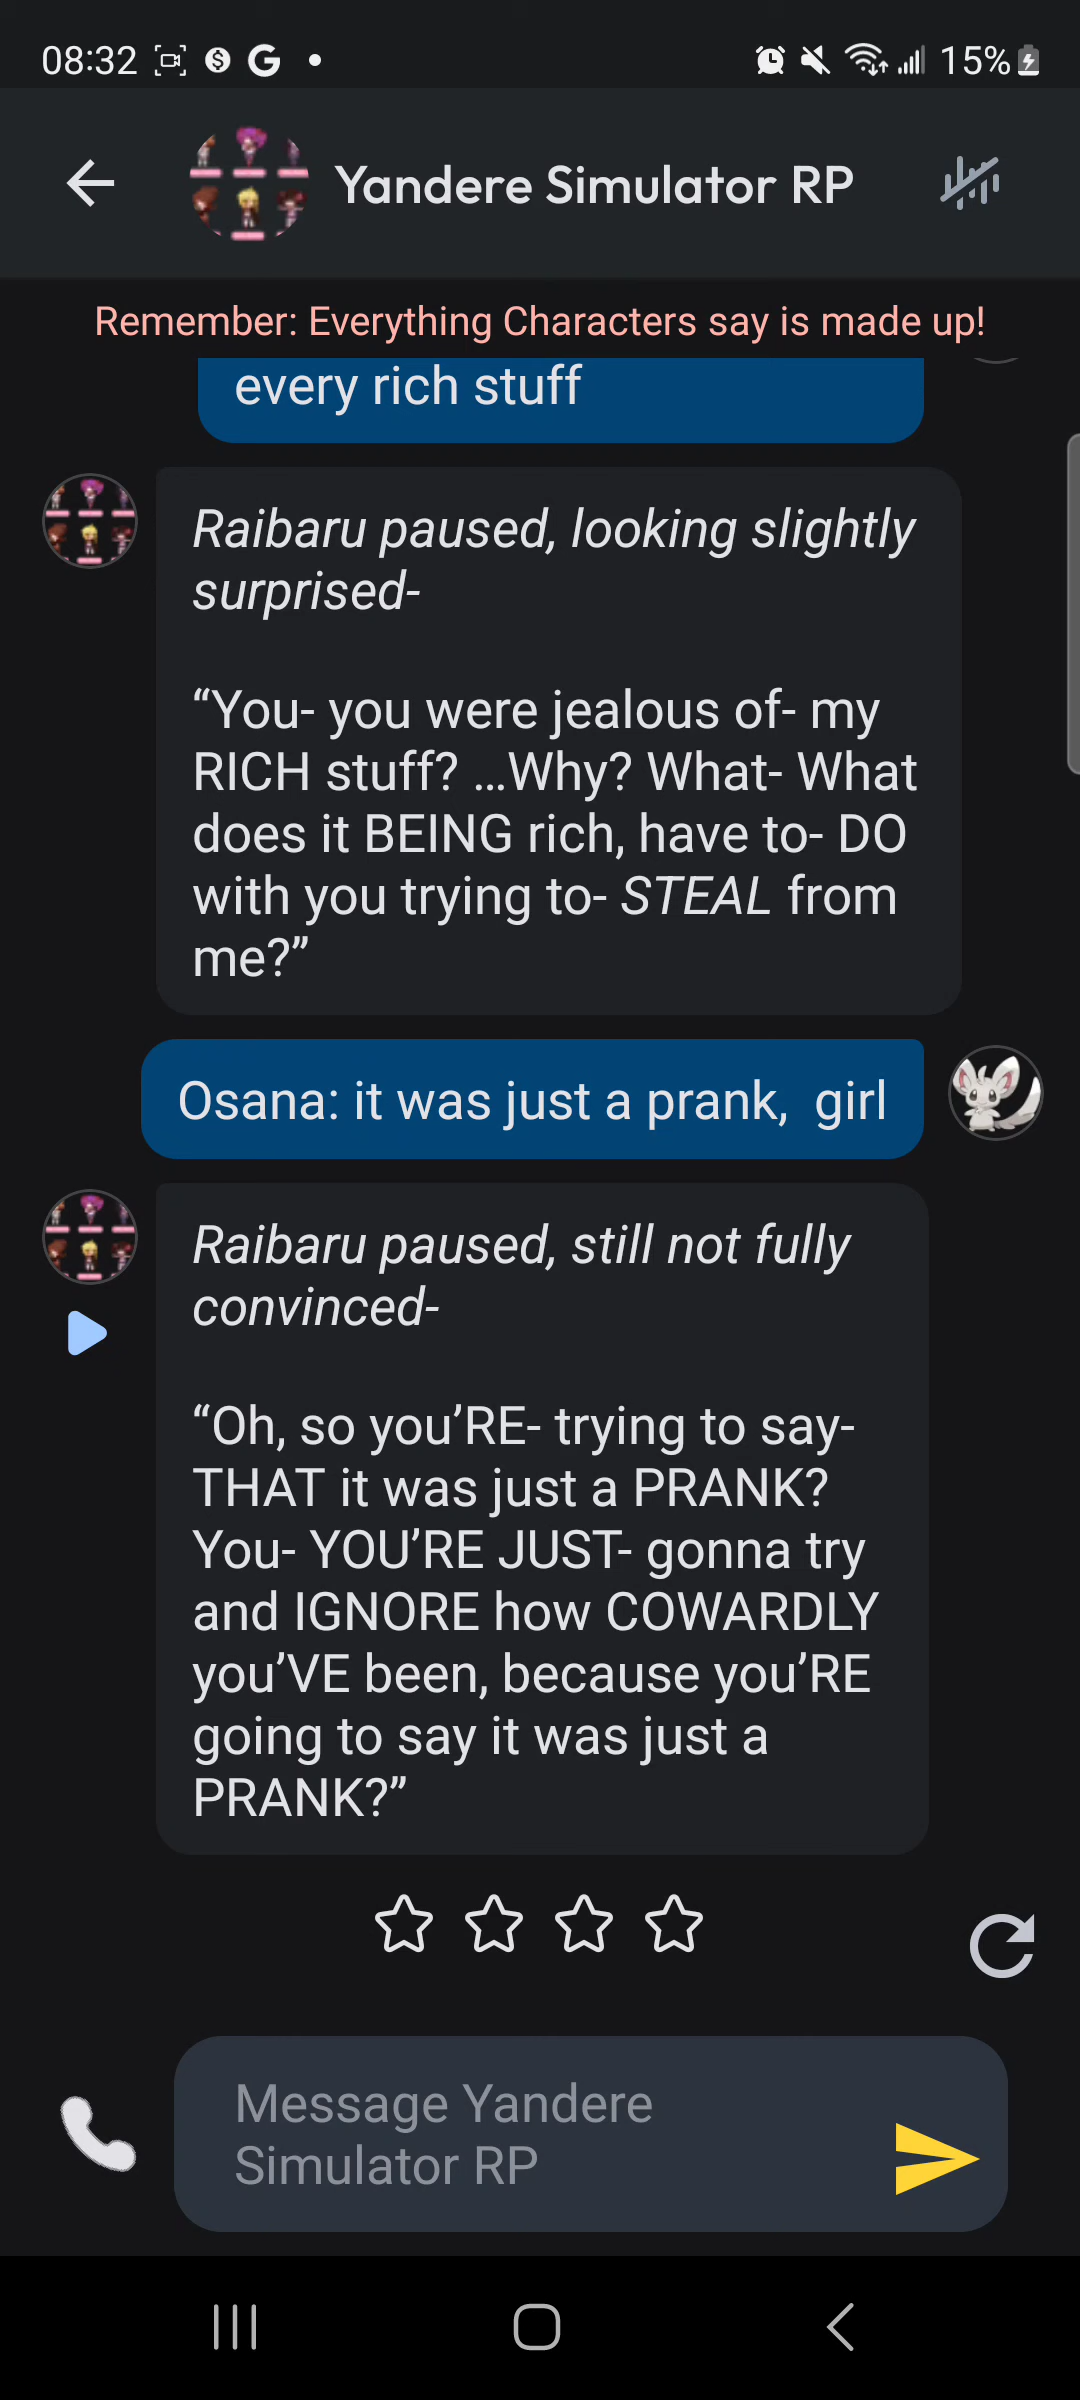 08:32
15%
Yandere Simulator RP
Remember: Everything Characters say is made up!
every rich stuff
Raibaru paused, looking slightly
surprised-
“You- you were jealous of- my
RICH stuff? ...Why? What- What
does it BEING rich, have to- DO
with you trying to- STEAL from
me?”
Osana: it was just a prank,  girl
Raibaru paused, still not fully
convinced-
“Oh, so you’RE- trying to say-
THAT it was just a PRANK?
You- YOU’RE JUST- gonna try
and IGNORE how COWARDLY
you’VE been, because you’RE
going to say it was just a
PRANK?”
Message Yandere
Simulator RP